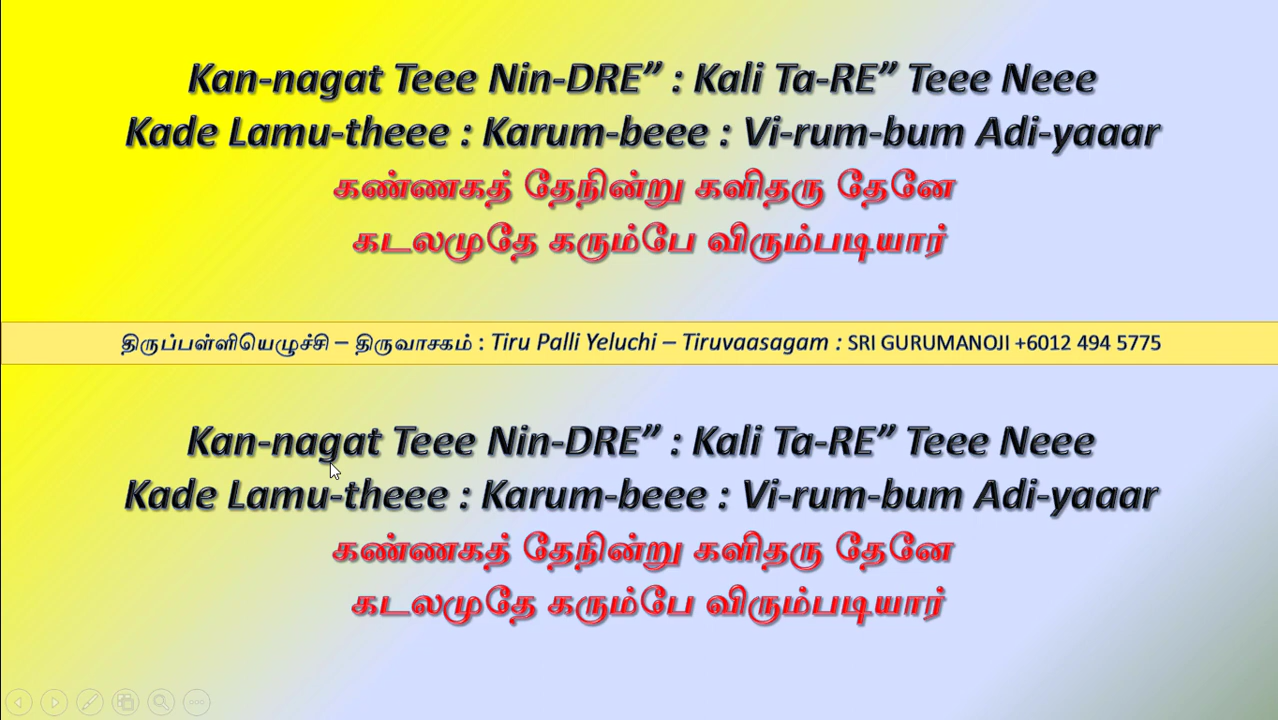 Kan-nagat Teee Nin-DRE” : Kali Ta-RE” Teee Neee
Kade Lamu-theee : Karum-beee : Vi-rum-bum Adi-yaaar
கண்ணகத் தேநின்று களிதரு தேனே
கடலமுதே கரும்பே விரும்படியார்
திருப்பள்ளியெழுச்சி – திருவாசகம் : Tiru Palli Yeluchi – Tiruvaasagam : SRI GURUMANOJI +6012 494 5775
Kan-nagat Teee Nin-DRE” : Kali Ta-RE” Teee Neee
Kade Lamu-theee : Karum-beee : Vi-rum-bum Adi-yaaar
கண்ணகத் தேநின்று களிதரு தேனே
கடலமுதே கரும்பே விரும்படியார்